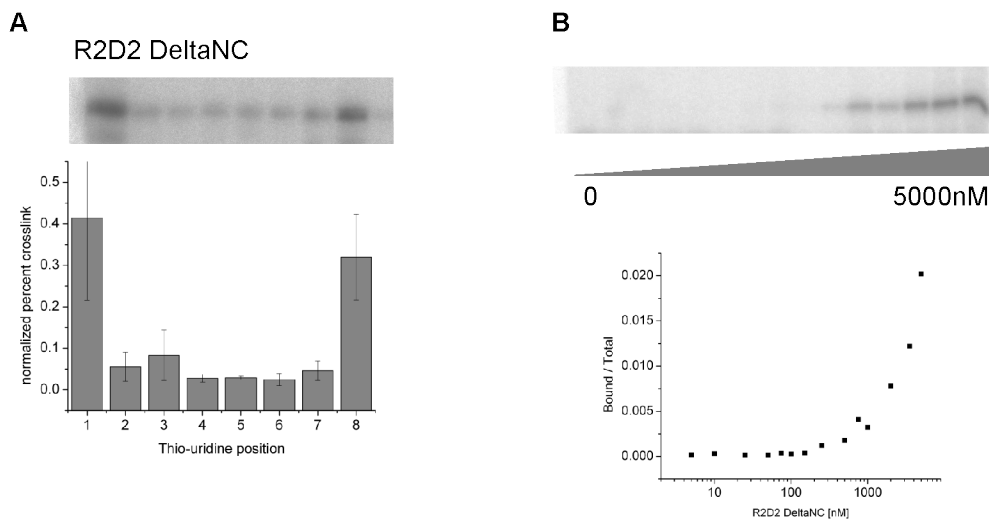 A
R2D2 DeltaNC
0.5
0.4
0.3
0.2
0.1
0.0
normalized percent crosslink
1 2 3 4 5 6 7 8
Thio-uridine position
B
0 5000nM
0.020
0.015
0.010
0.005
0.000
Bound / Total
10 100 1000
R2D2 DeltaNC [nM]